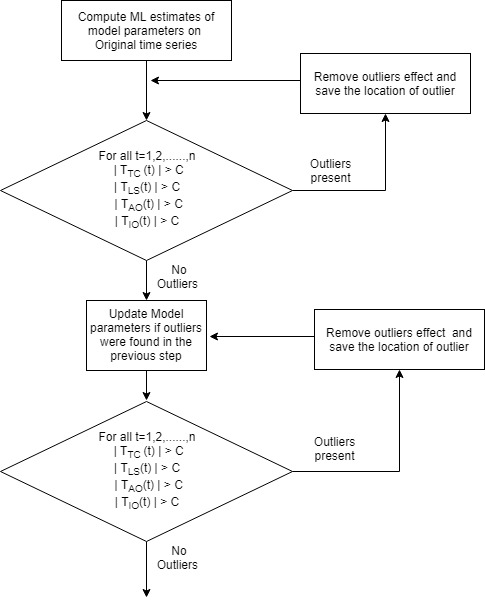 Compute ML estimates of
model parameters on
Original time series
Remove outliers effect and
save the location of outlier
For all t=1,2,......,n
| T_TC (t) | > C
| T_LS(t) | > C
| T_AO(t) | > C
| T_IO(t) | > C
Outliers
present
No
Outliers
Update Model
parameters if outliers
were found in the
previous step
Remove outliers effect and
save the location of outlier
For all t=1,2,......,n
| T_TC (t) | > C
| T_LS(t) | > C
| T_AO(t) | > C
| T_IO(t) | > C
Outliers
present
No
Outliers